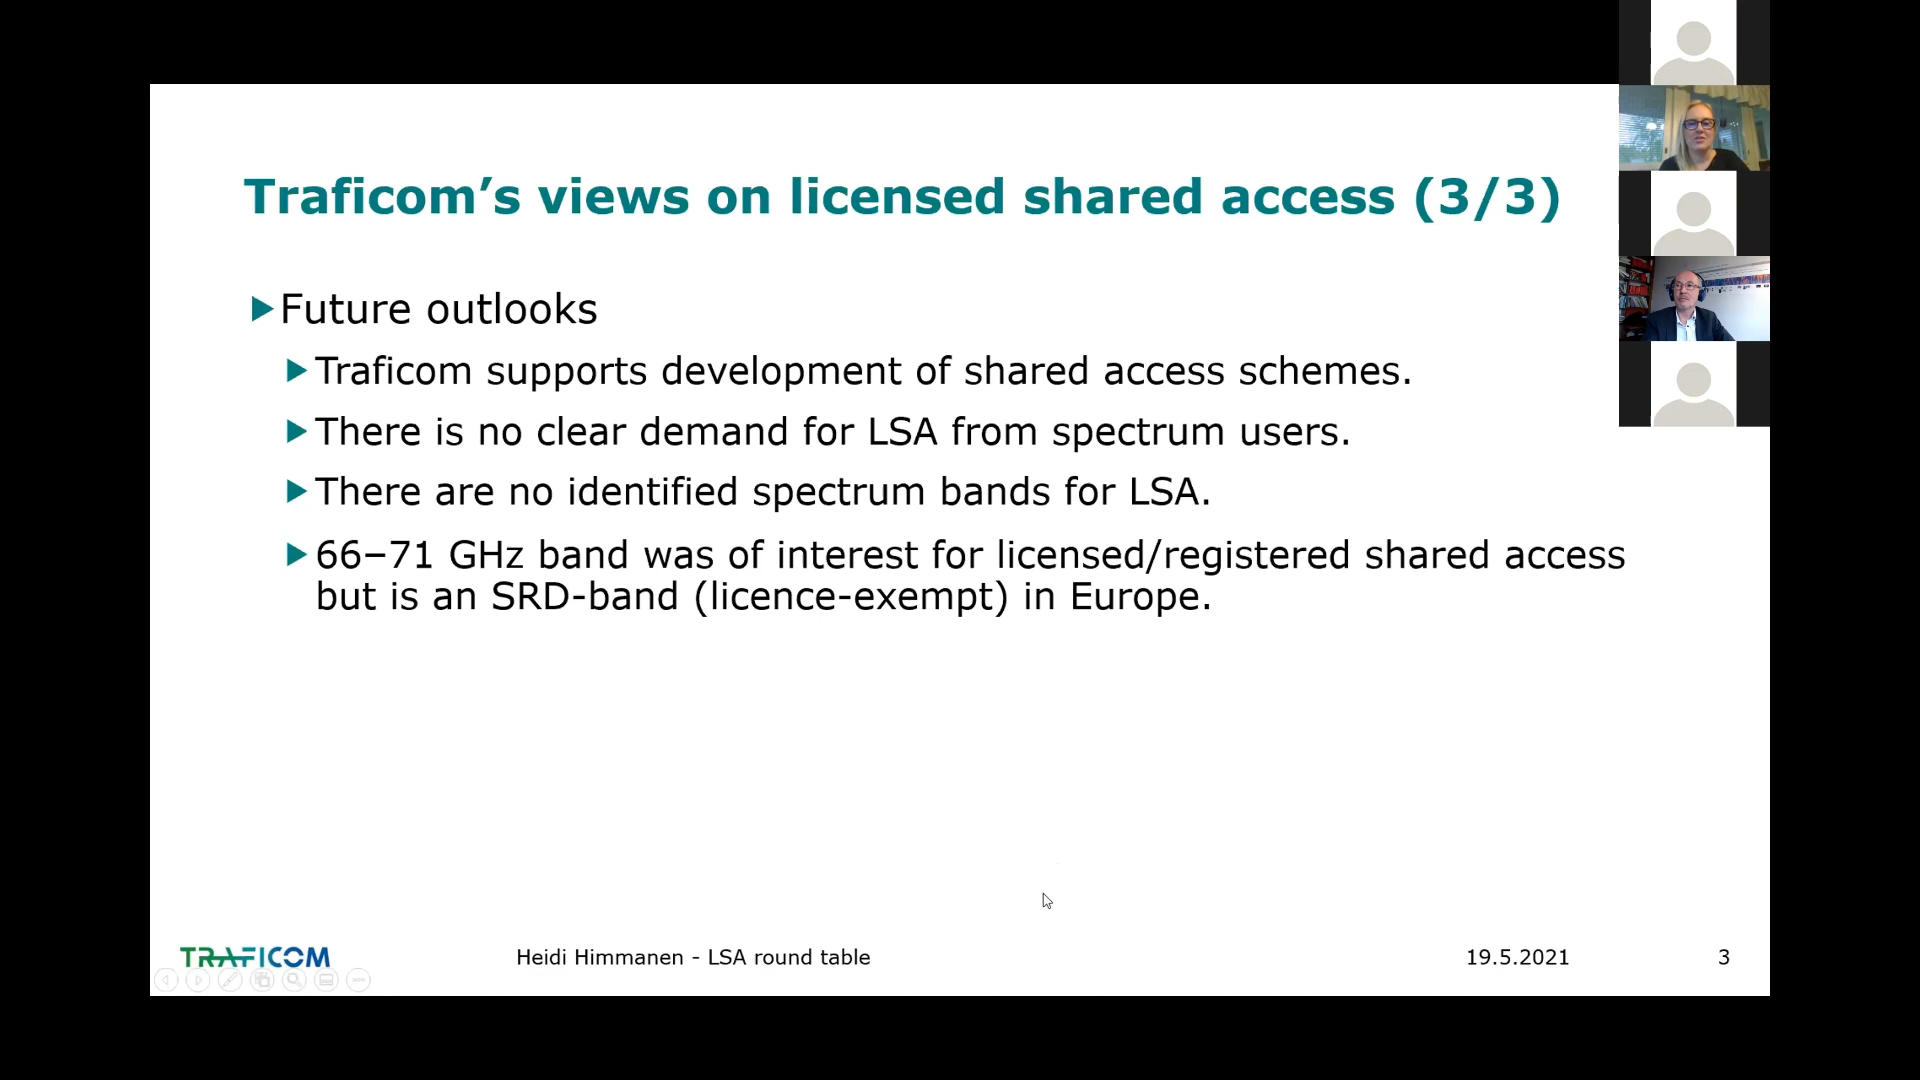 Traficom’s views on licensed shared access (3/3)
Future outlooks
Traficom supports development of shared access schemes.
There is no clear demand for LSA from spectrum users.
There are no identified spectrum bands for LSA.
66–71 GHz band was of interest for licensed/registered shared access
but is an SRD-band (licence-exempt) in Europe.
TRAFICOM
Heidi Himmanen - LSA round table
19.5.2021
3